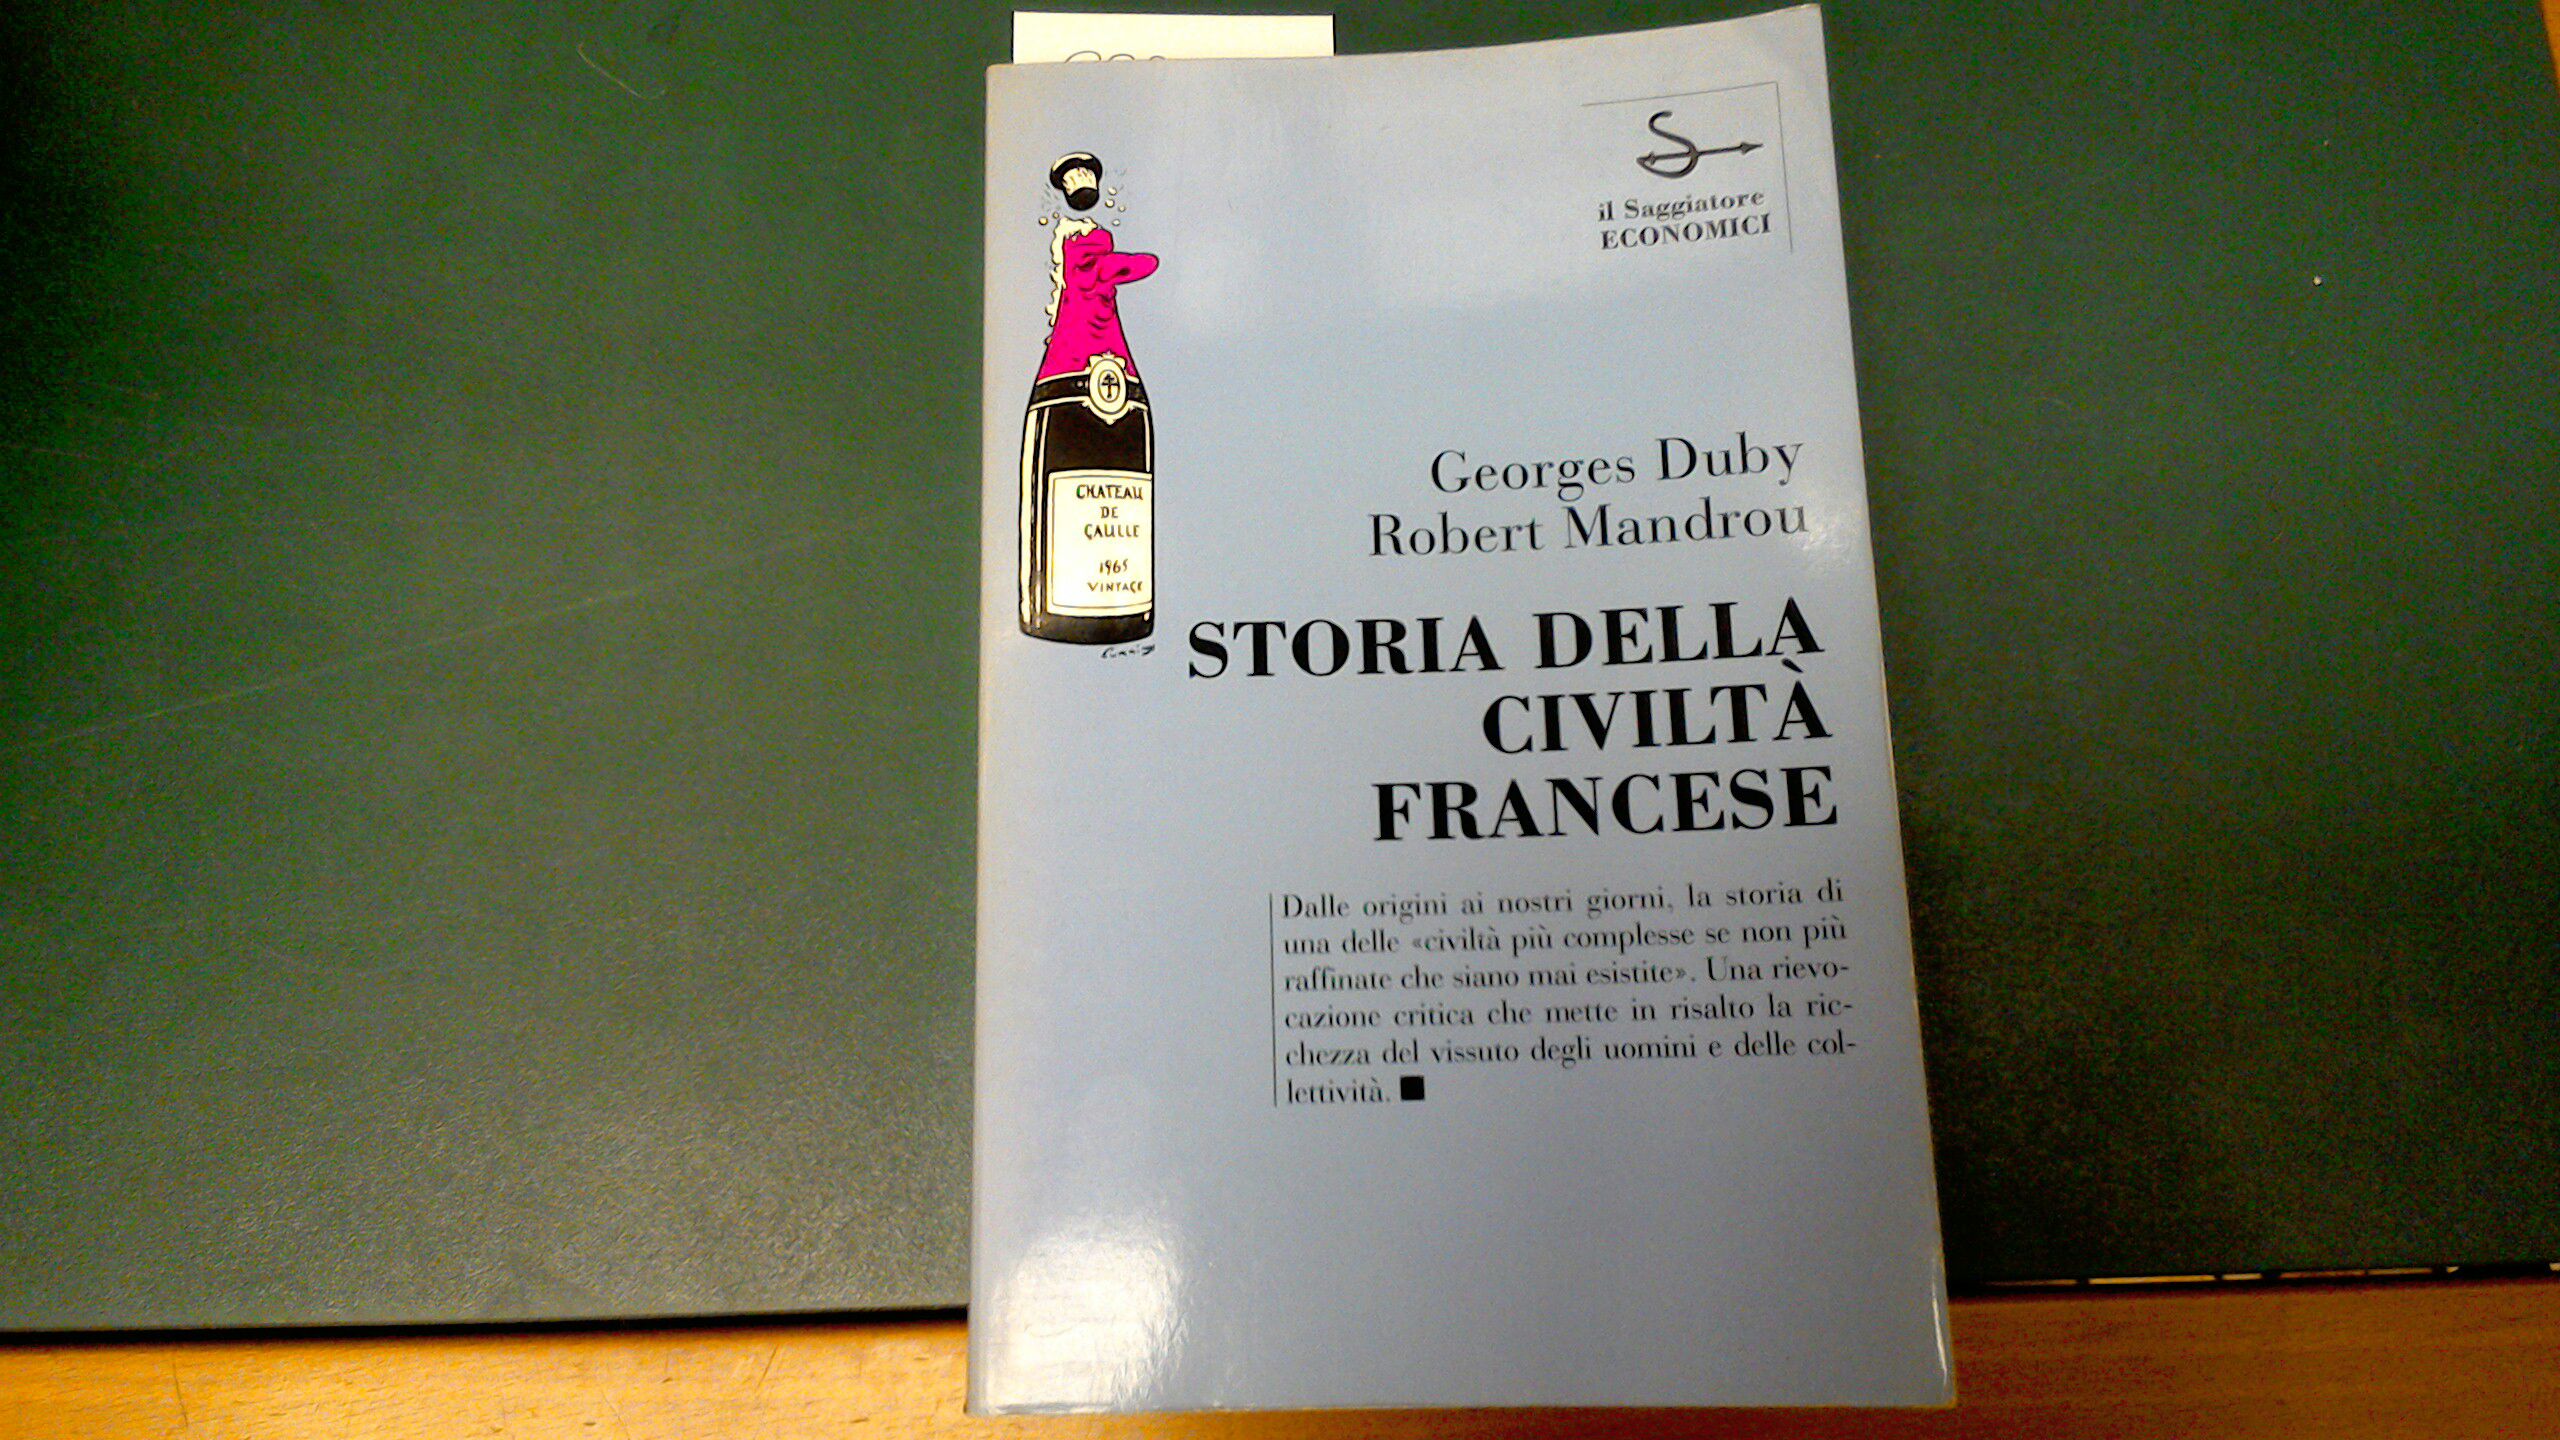 il Saggiatore
ECONOMICI
CHATEAU
DE
GAULLE
1965
VINTAGE
Georges Duby
Robert Mandrou
STORIA DELLA
CIVILTÀ
FRANCESE
Dalle origini ai nostri giorni, la storia di
una delle «civiltà più complesse se non più
raffinate che siano mai esistite». Una rievo-
cazione critica che mette in risalto la ric-
chezza del vissuto degli uomini e delle col-
lettività.